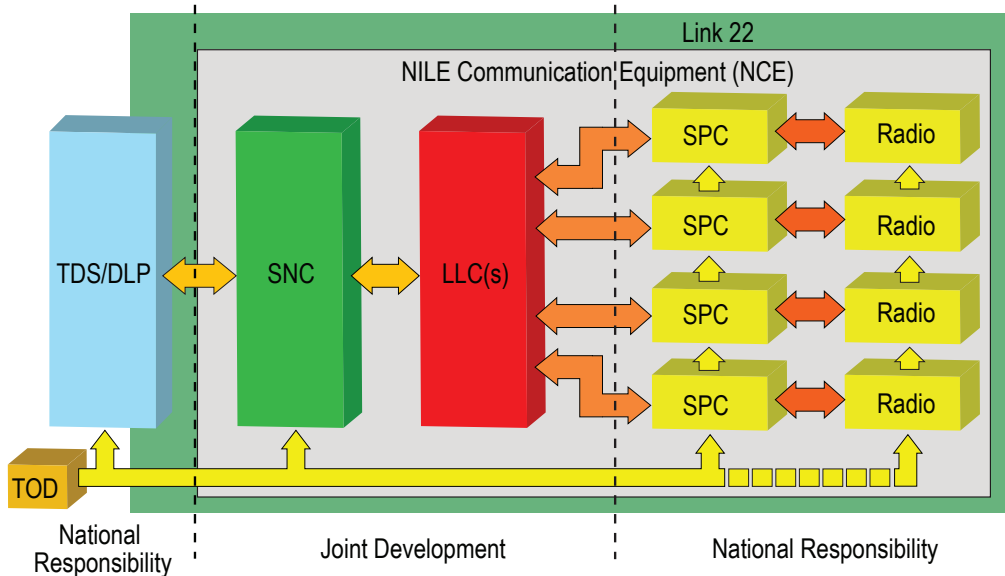 Link 22
NILE Communication Equipment (NCE)
TDS/DLP
SNC
LLC(s)
SPC
Radio
SPC
Radio
SPC
Radio
SPC
Radio
TOD
National
Responsibility
Joint Development
National Responsibility